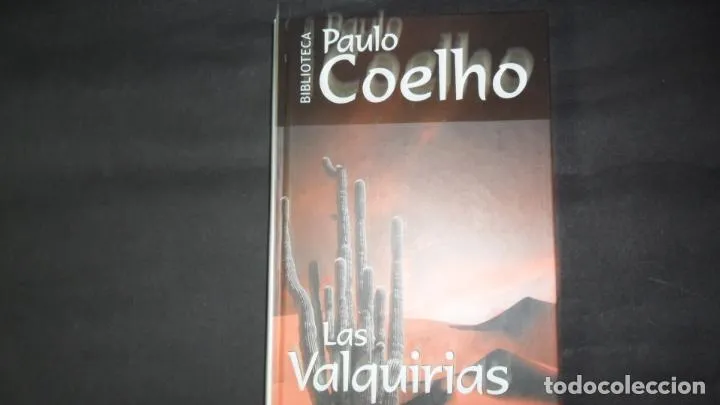 BIBLIOTECA
Paulo
Coelho
Las
Valquirias
todocoleccion